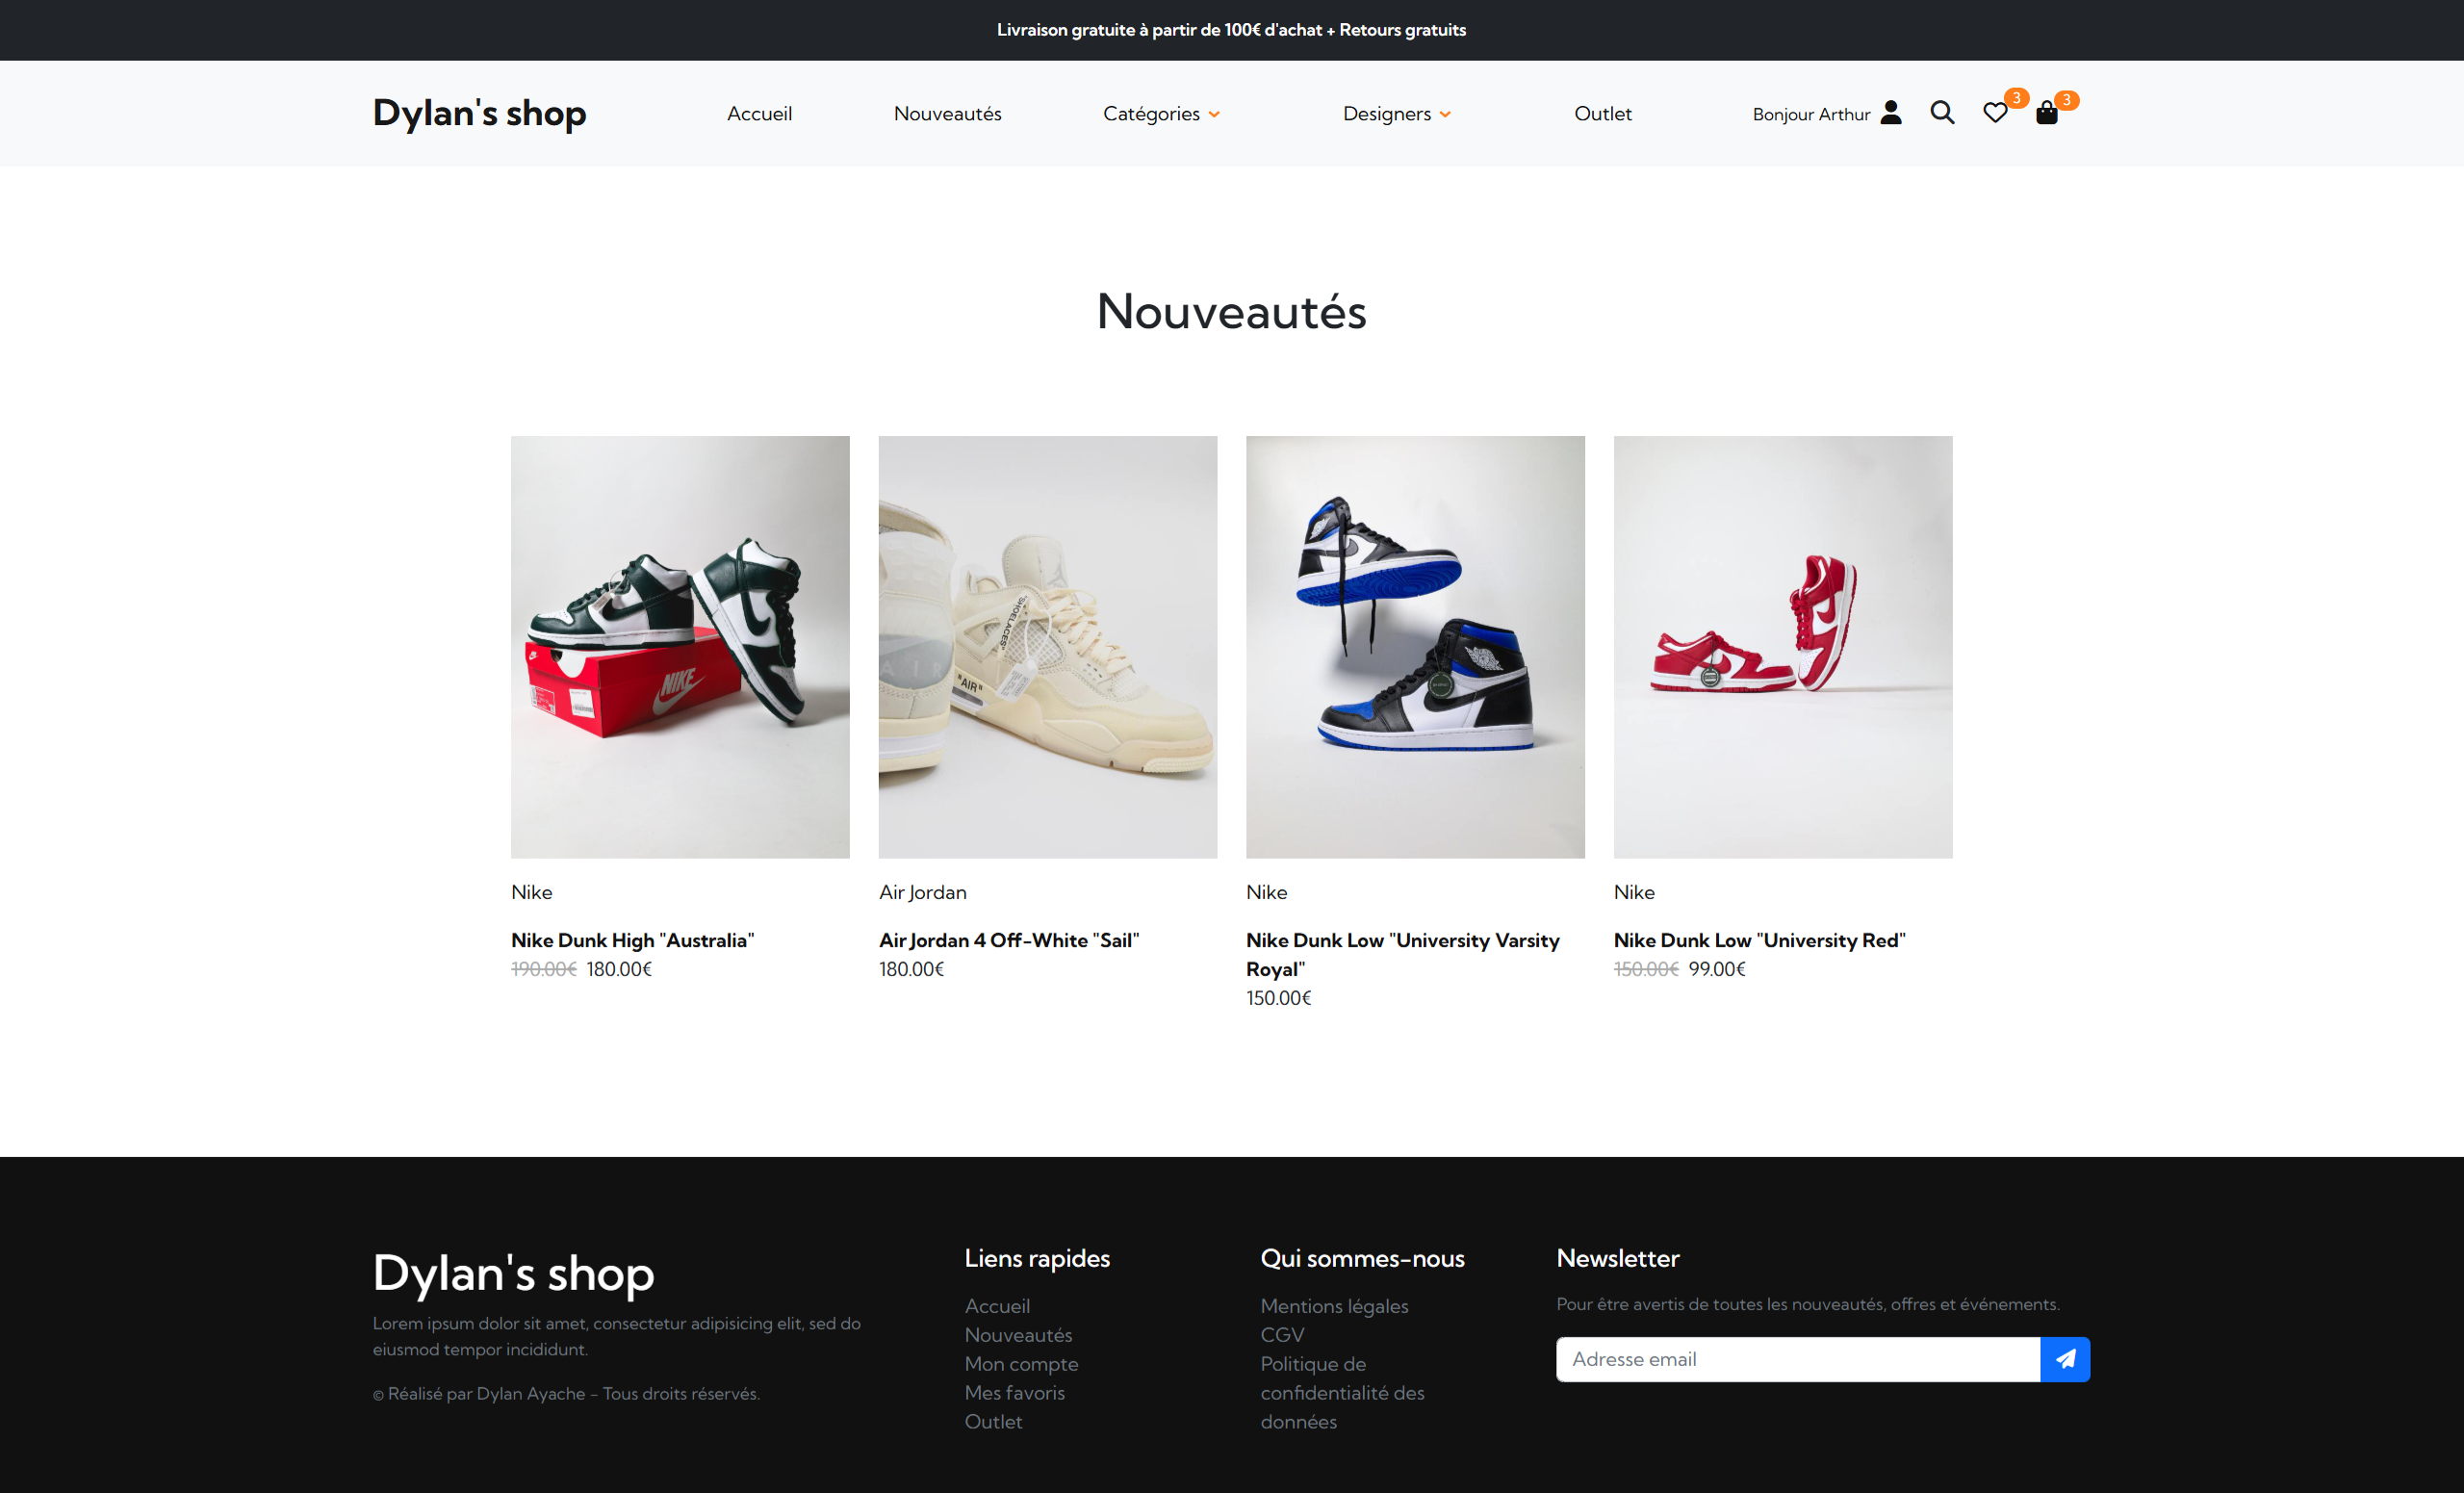 Livraison gratuite à partir de 100€ d'achat + Retours gratuits
Dylan's shop
Accueil
Nouveautés
Catégories
Designers
Outlet
Bonjour Arthur
3
3
Nouveautés
NIKE
"SHOELACES"
"AIR"
AIR
Nike
Nike Dunk High "Australia"
190.00€ 180.00€
Air Jordan
Air Jordan 4 Off-White "Sail"
180.00€
Nike
Nike Dunk Low "University Varsity
Royal"
150.00€
Nike
Nike Dunk Low "University Red"
150.00€ 99.00€
Dylan's shop
Lorem ipsum dolor sit amet, consectetur adipisicing elit, sed do
eiusmod tempor incididunt.
© Réalisé par Dylan Ayache - Tous droits réservés.
Liens rapides
Accueil
Nouveautés
Mon compte
Mes favoris
Outlet
Qui sommes-nous
Mentions légales
CGV
Politique de
confidentialité des
données
Newsletter
Pour être avertis de toutes les nouveautés, offres et événements.
Adresse email